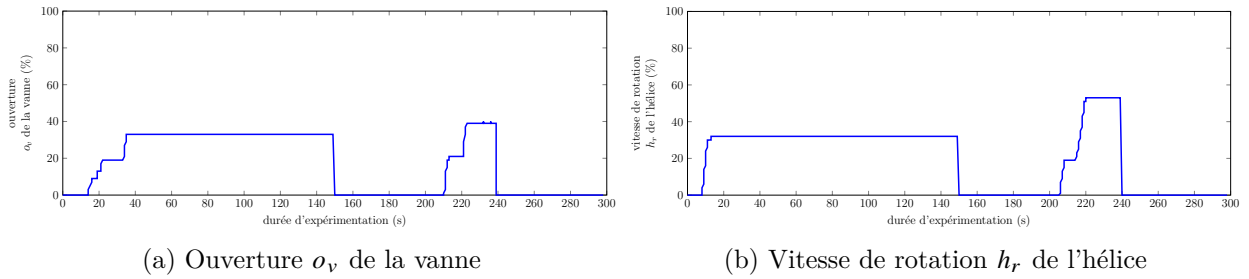 100
80
60
40
20
0
ouverture
o_v de la vanne (%)
0 20 40 60 80 100 120 140 160 180 200 220 240 260 280 300
durée d'expérimentation (s)
(a) Ouverture o_v de la vanne
100
80
60
40
20
0
vitesse de rotation
h_r de l'hélice (%)
0 20 40 60 80 100 120 140 160 180 200 220 240 260 280 300
durée d'expérimentation (s)
(b) Vitesse de rotation h_r de l'hélice